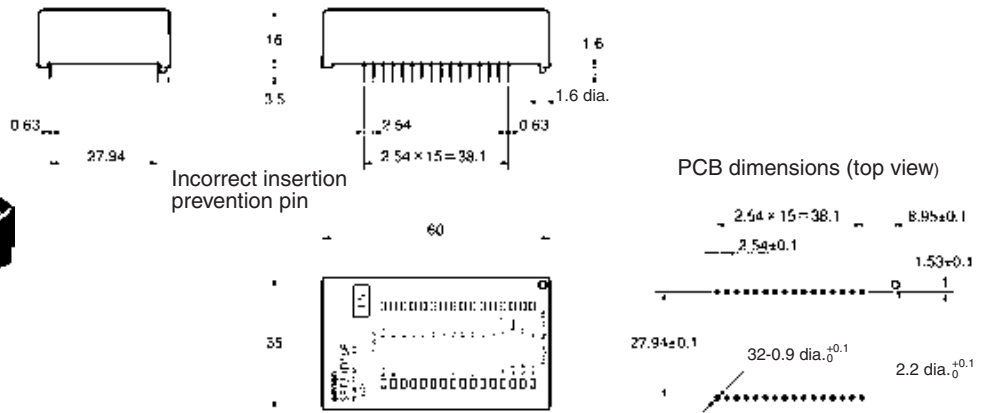 16
1 6
3.5
1.6 dia.
0 63
2 54
0 63
27.94
2 54 × 15 = 38.1
Incorrect insertion
prevention pin
PCB dimensions (top view)
60
2.54 × 15 = 38.1
8.95±0.1
2.54±0.1
1.53±0.1
35
27.94±0.1
32-0.9 dia. +0.1 0
2.2 dia. +0.1 0